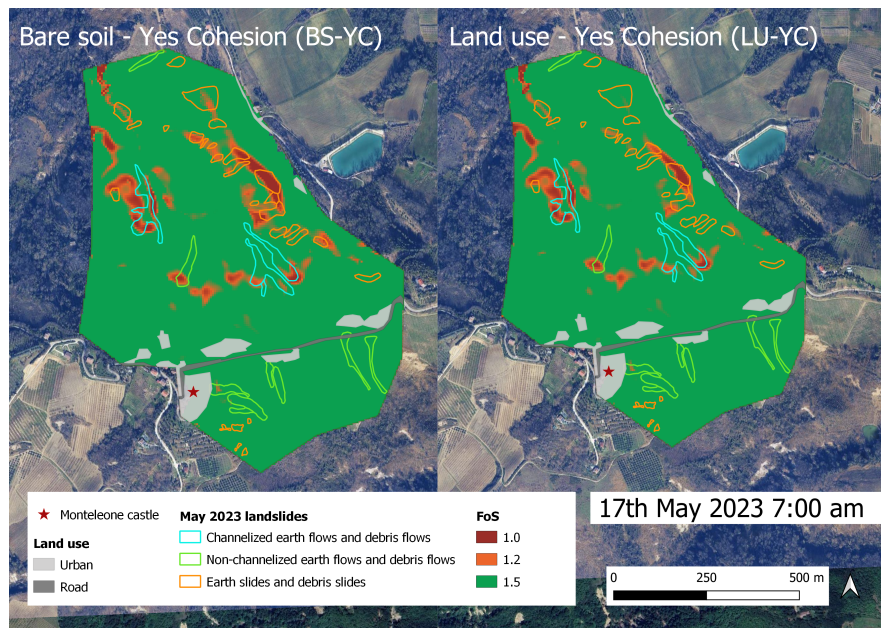 Bare soil - Yes Cohesion (BS-YC)
Land use - Yes Cohesion (LU-YC)
17th May 2023 7:00 am
Monteleone castle
Land use
Urban
Road
May 2023 landslides
Channelized earth flows and debris flows
Non-channelized earth flows and debris flows
Earth slides and debris slides
FoS
1.0
1.2
1.5
0 250 500 m